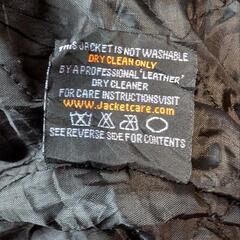 THIS JACKET IS NOT WASHABLE
DRY CLEAN ONLY
BY A PROFESSIONAL "LEATHER"
DRY CLEANER
FOR CARE INSTRUCTIONS/VISIT
www.Jacketcare.com
SEE REVERSE SIDE FOR CONTENTS